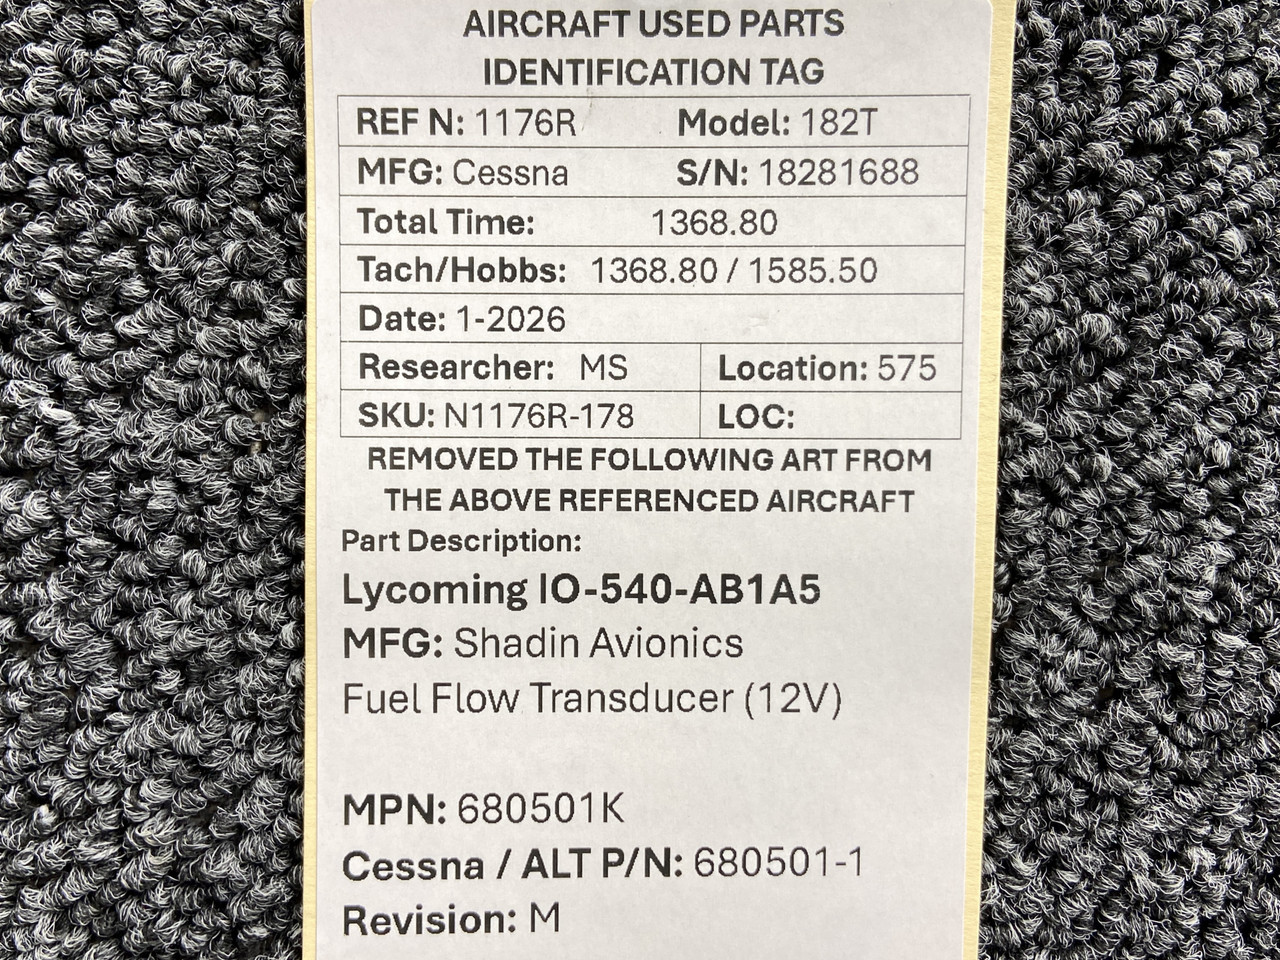 AIRCRAFT USED PARTS
IDENTIFICATION TAG
REF N: 1176R Model: 182T
MFG: Cessna S/N: 18281688
Total Time: 1368.80
Tach/Hobbs: 1368.80 / 1585.50
Date: 1-2026
Researcher: MS Location: 575
SKU: N1176R-178 LOC:
REMOVED THE FOLLOWING ART FROM
THE ABOVE REFERENCED AIRCRAFT
Part Description:
Lycoming IO-540-AB1A5
MFG: Shadin Avionics
Fuel Flow Transducer (12V)
MPN: 680501K
Cessna / ALT P/N: 680501-1
Revision: M